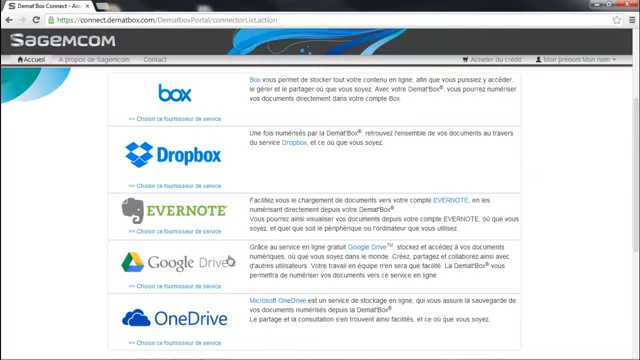 Demat'Box Connect - Ass
https://connect.dematbox.com/DematboxPortal/connectorList.action
SAGEMCOM
Accueil A propos de Sagemcom Contact Acheter du crédit Mon prénom Mon nom
box
Box vous permet de stocker tout votre contenu en ligne, afin que vous puissiez y accéder,
le gérer et le partager où que vous soyez. Avec votre Demat'Box®, vous pourrez numériser
vos documents directement dans votre compte Box.
>> Choisir ce fournisseur de service
Dropbox
Une fois numérisés par la Demat'Box®, retrouvez l'ensemble de vos documents au travers
du service Dropbox, et ce où que vous soyez.
>> Choisir ce fournisseur de service
EVERNOTE®
Facilitez vous le chargement de documents vers votre compte EVERNOTE, en les
numérisant directement depuis votre Demat'Box®
Vous pourrez ainsi visualiser vos documents depuis votre compte EVERNOTE, où que vous
soyez, et quel que soit le périphérique ou l'ordinateur que vous utilisez.
>> Choisir ce fournisseur de service
Google Drive
Grâce au service en ligne gratuit Google Drive™, stockez et accédez à vos documents
numériques, où que vous soyez dans le monde. Créez, partagez et collaborez ainsi avec
d'autres utilisateurs. Votre travail en équipe n'en sera que facilité. La Demat'Box® vous
permettra de numériser vos documents vers ce service en ligne
>> Choisir ce fournisseur de service
OneDrive
Microsoft OneDrive est un service de stockage en ligne, qui vous assure la sauvegarde de
vos documents numérisés depuis la Demat'Box®.
Le partage et la consultation s'en trouvent ainsi facilités, et ce où que vous soyez.
>> Choisir ce fournisseur de service